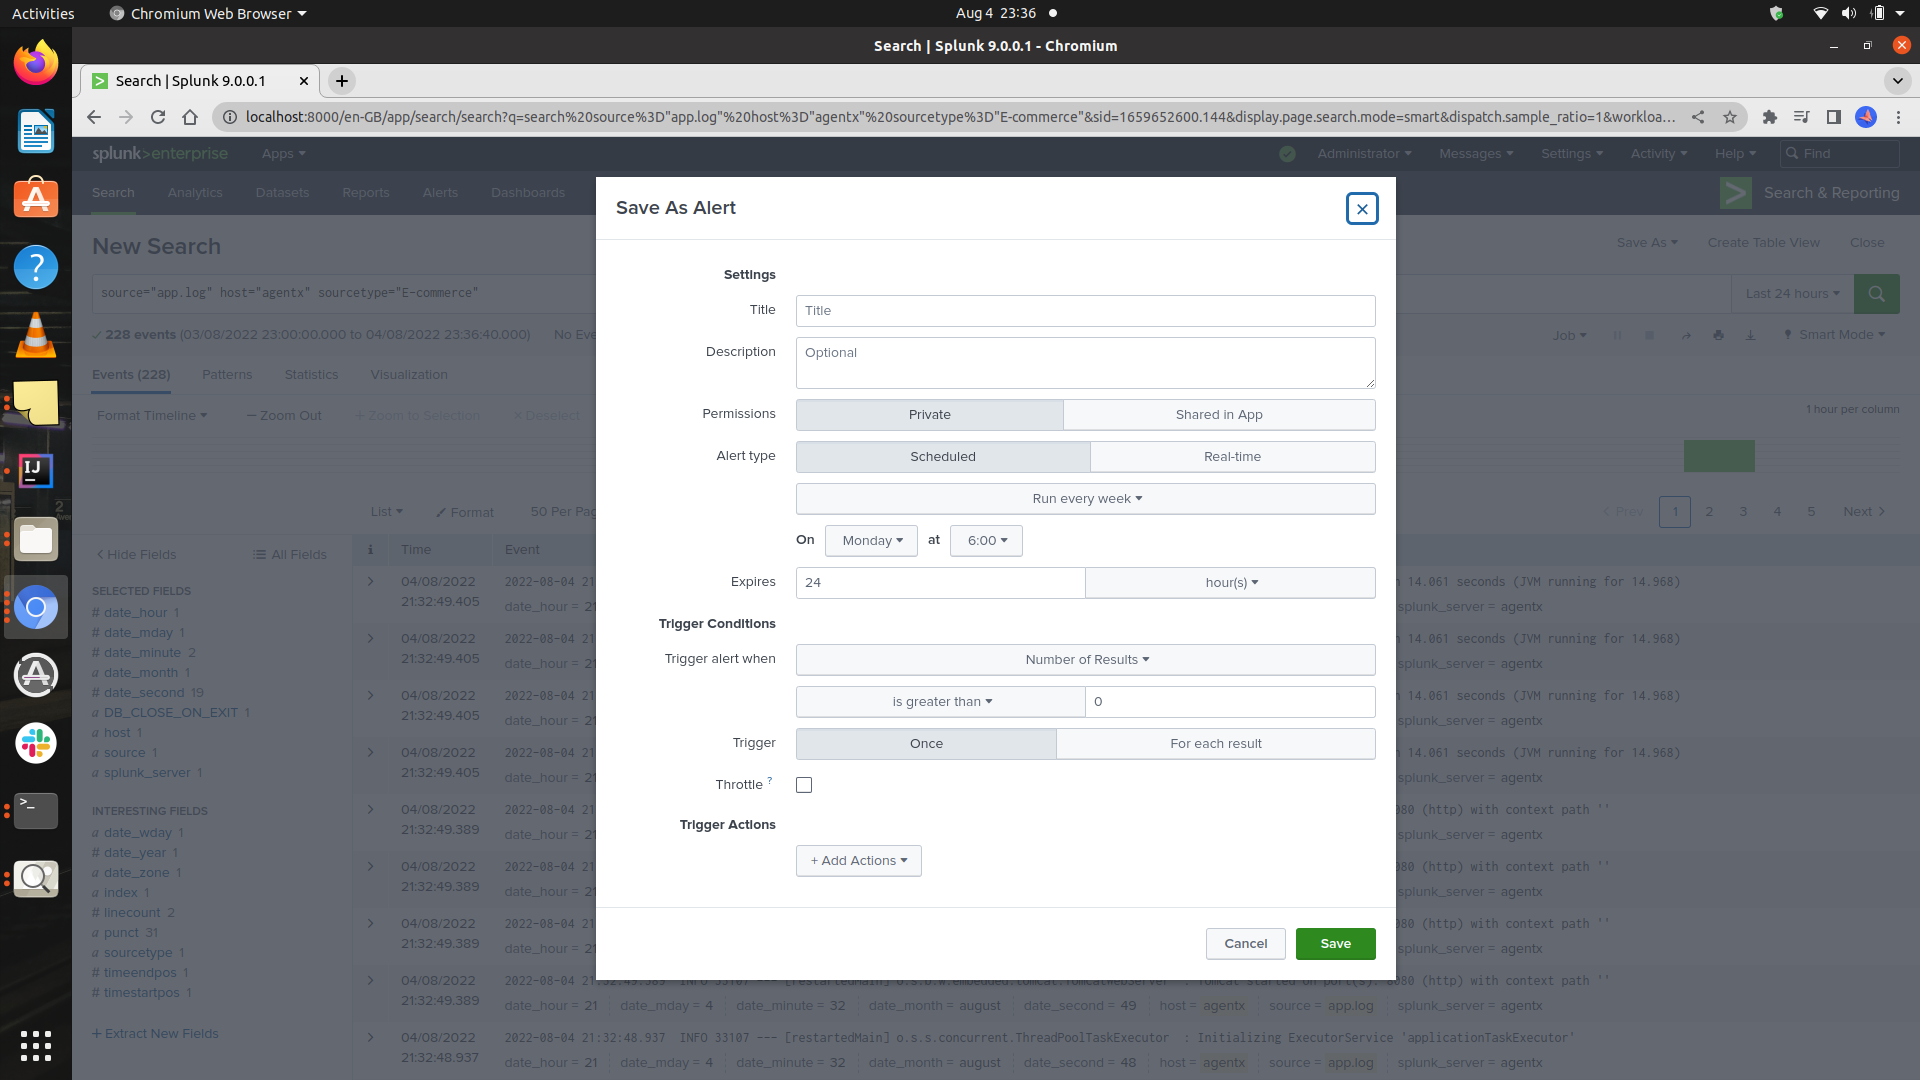 Activities
Chromium Web Browser
Aug 4 23:36
Search | Splunk 9.0.0.1 - Chromium
Search | Splunk 9.0.0.1
localhost:8000/en-GB/app/search/search?q=search%20source%3D"app.log"%20host%3D"agentx"%20sourcetype%3D"E-commerce"&sid=1659652600.144&display.page.search.mode=smart&dispatch.sample_ratio=1&workloa...
splunk>enterprise Apps
Administrator Messages Settings Activity Help Find
Search Analytics Datasets Reports Alerts Dashboards
Search & Reporting
New Search
Save As Create Table View Close
source="app.log" host="agentx" sourcetype="E-commerce"
Last 24 hours
228 events (03/08/2022 23:00:00.000 to 04/08/2022 23:36:40.000) No Eve
Job Smart Mode
Events (228) Patterns Statistics Visualization
Format Timeline − Zoom Out + Zoom to Selection × Deselect
1 hour per column
List Format 50 Per Pag
< Prev 1 2 3 4 5 Next >
< Hide Fields All Fields
i Time Event
SELECTED FIELDS
# date_hour 1
# date_mday 1
# date_minute 2
# date_month 1
# date_second 19
a DB_CLOSE_ON_EXIT 1
a host 1
a source 1
a splunk_server 1
INTERESTING FIELDS
a date_wday 1
# date_year 1
a date_zone 1
a index 1
# linecount 2
a punct 31
a sourcetype 1
# timeendpos 1
# timestartpos 1
+ Extract New Fields
04/08/2022 2022-08-04 21 14.061 seconds (JVM running for 14.968)
21:32:49.405 date_hour = 21 splunk_server = agentx
04/08/2022 2022-08-04 21 14.061 seconds (JVM running for 14.968)
21:32:49.405 date_hour = 21 splunk_server = agentx
04/08/2022 2022-08-04 21 14.061 seconds (JVM running for 14.968)
21:32:49.405 date_hour = 21 splunk_server = agentx
04/08/2022 2022-08-04 21 14.061 seconds (JVM running for 14.968)
21:32:49.405 date_hour = 21 splunk_server = agentx
04/08/2022 2022-08-04 21 080 (http) with context path ''
21:32:49.389 date_hour = 21 splunk_server = agentx
04/08/2022 2022-08-04 21 080 (http) with context path ''
21:32:49.389 date_hour = 21 splunk_server = agentx
04/08/2022 2022-08-04 21 080 (http) with context path ''
21:32:49.389 date_hour = 21 splunk_server = agentx
04/08/2022 2022-08-04 21:32:49.389 INFO 33107 --- [restartedMain] o.s.b.w.embedded.tomcat.TomcatWebServer : Tomcat started on port(s): 8080 (http) with context path ''
21:32:49.389 date_hour = 21 date_mday = 4 date_minute = 32 date_month = august date_second = 49 host = agentx source = app.log splunk_server = agentx
04/08/2022 2022-08-04 21:32:48.937 INFO 33107 --- [restartedMain] o.s.s.concurrent.ThreadPoolTaskExecutor : Initializing ExecutorService 'applicationTaskExecutor'
21:32:48.937 date_hour = 21 date_mday = 4 date_minute = 32 date_month = august date_second = 48 host = agentx source = app.log splunk_server = agentx
Save As Alert
Settings
Title Title
Description Optional
Permissions Private Shared in App
Alert type Scheduled Real-time
Run every week
On Monday at 6:00
Expires 24 hour(s)
Trigger Conditions
Trigger alert when Number of Results
is greater than 0
Trigger Once For each result
Throttle ?
Trigger Actions
+ Add Actions
Cancel Save